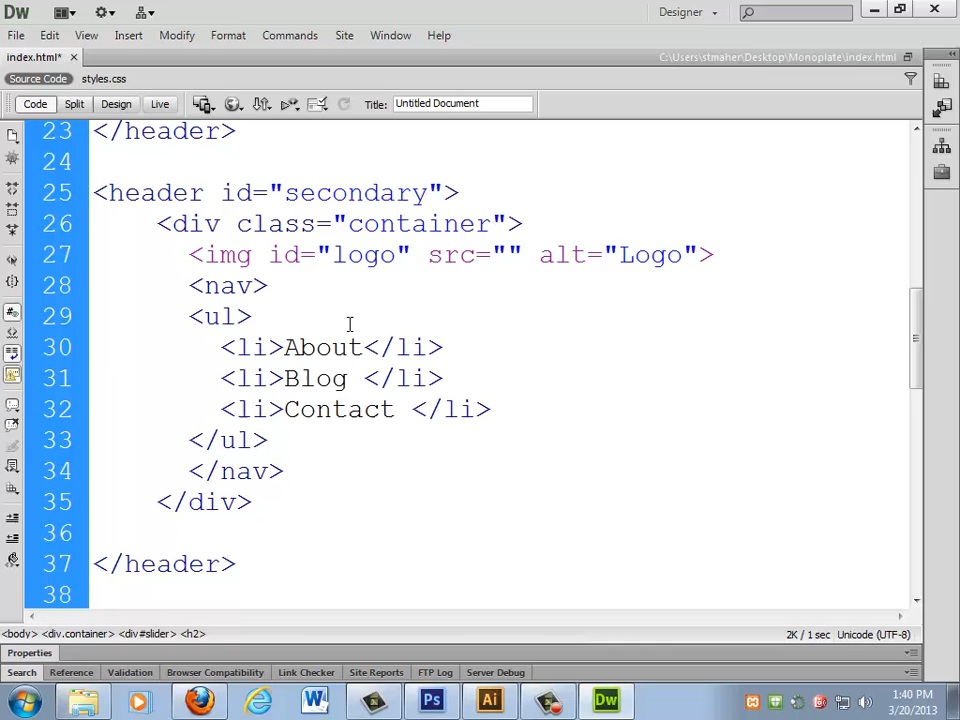 Dw Designer
File Edit View Insert Modify Format Commands Site Window Help
index.html* C:\Users\stmaher\Desktop\Monoplate\index.html
Source Code styles.css
Code Split Design Live Title: Untitled Document
23 </header>
24
25 <header id="secondary">
26 <div class="container">
27 <img id="logo" src="" alt="Logo">
28 <nav>
29 <ul>
30 <li>About</li>
31 <li>Blog </li>
32 <li>Contact </li>
33 </ul>
34 </nav>
35 </div>
36
37 </header>
38
<body> <div.container> <div#slider> <h2> 2K / 1 sec Unicode (UTF-8)
Properties
Search Reference Validation Browser Compatibility Link Checker Site Reports FTP Log Server Debug
W Ps Ai Dw 1:40 PM
3/20/2013